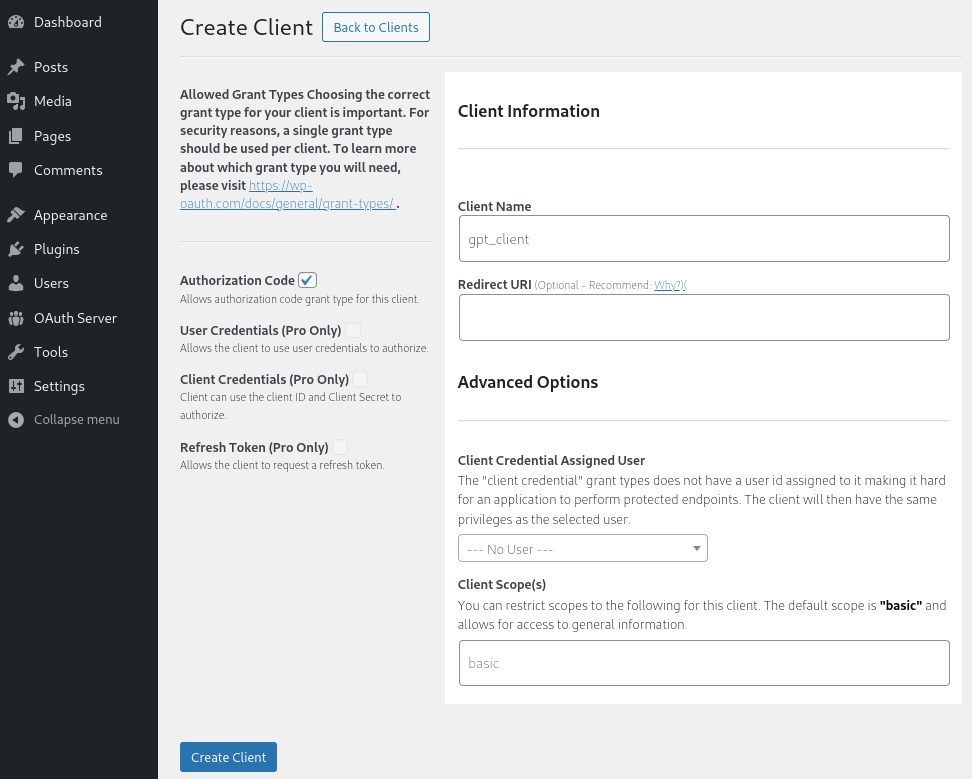 Dashboard
Posts
Media
Pages
Comments
Appearance
Plugins
Users
OAuth Server
Tools
Settings
Collapse menu
Create Client
Back to Clients
Allowed Grant Types Choosing the correct
grant type for your client is important. For
security reasons, a single grant type
should be used per client. To learn more
about which grant type you will need,
please visit https://wp-
oauth.com/docs/general/grant-types/ .
Authorization Code
Allows authorization code grant type for this client.
User Credentials (Pro Only)
Allows the client to use user credentials to authorize.
Client Credentials (Pro Only)
Client can use the client ID and Client Secret to
authorize.
Refresh Token (Pro Only)
Allows the client to request a refresh token.
Client Information
Client Name
gpt_client
Redirect URI (Optional - Recommend: Why?)(
Advanced Options
Client Credential Assigned User
The "client credential" grant types does not have a user id assigned to it making it hard
for an application to perform protected endpoints. The client will then have the same
privileges as the selected user.
--- No User ---
Client Scope(s)
You can restrict scopes to the following for this client. The default scope is "basic" and
allows for access to general information.
basic
Create Client